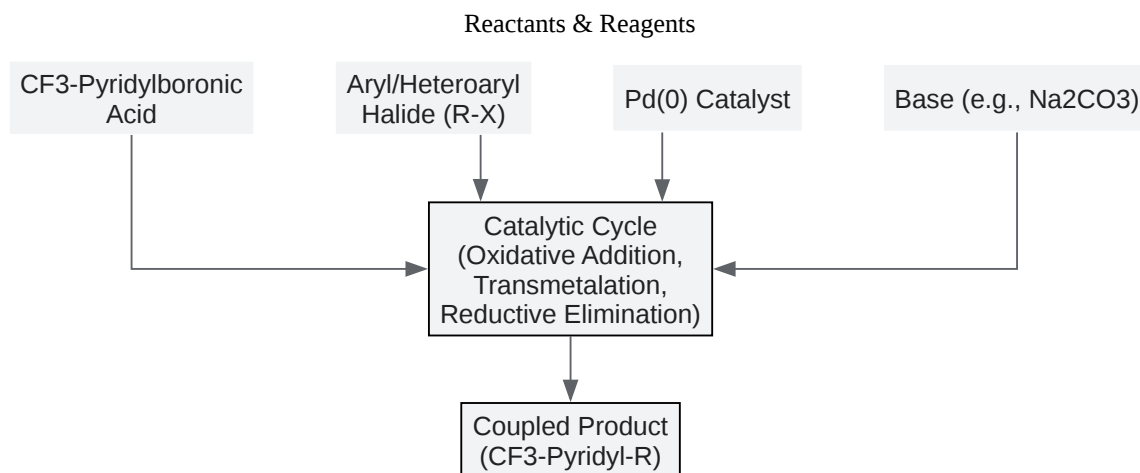 Reactants & Reagents
CF3-Pyridylboronic
Acid
Aryl/Heteroaryl
Halide (R-X)
Pd(0) Catalyst
Base (e.g., Na2CO3)
Catalytic Cycle
(Oxidative Addition,
Transmetalation,
Reductive Elimination)
Coupled Product
(CF3-Pyridyl-R)